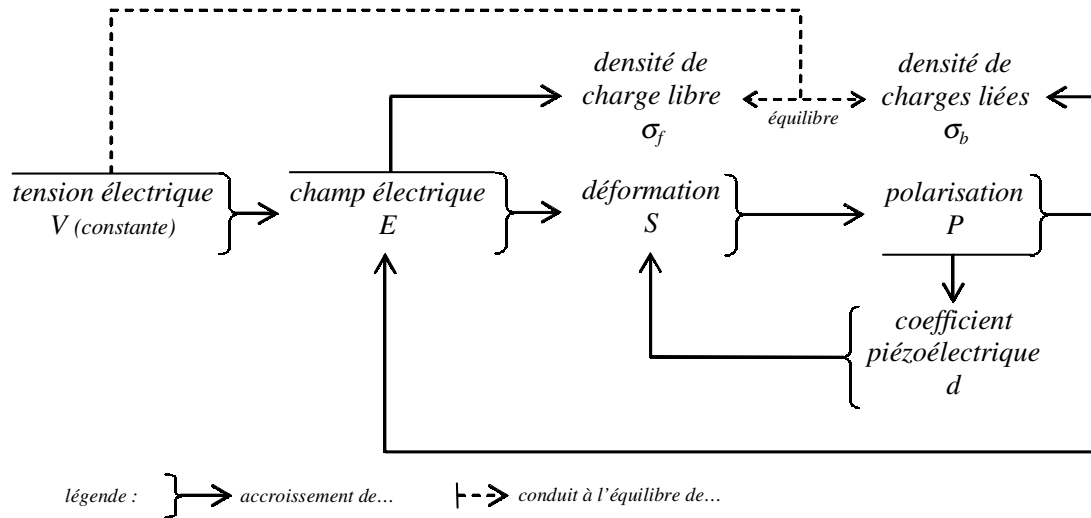 densité de
charge libre
σf
équilibre
densité de
charges liées
σb
tension électrique
V (constante)
champ électrique
E
déformation
S
polarisation
P
coefficient
piézoélectrique
d
légende :
accroissement de…
conduit à l'équilibre de…